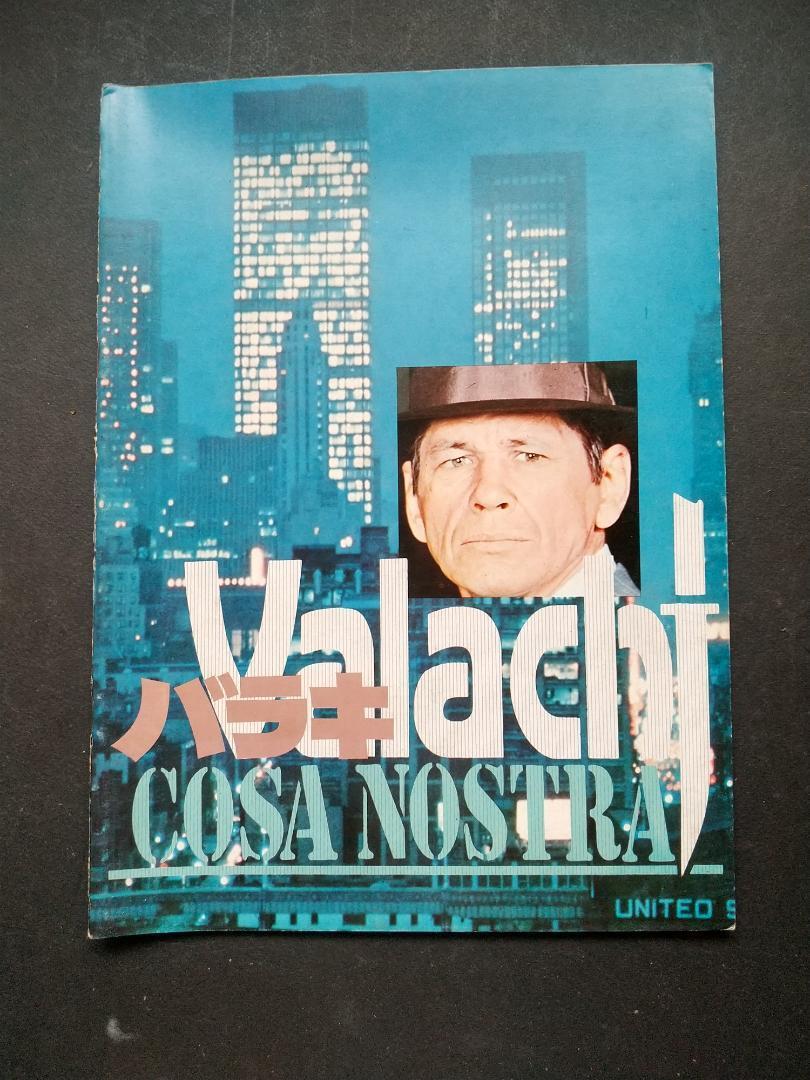 Valachi
バラキ
COSA NOSTRA
UNITED S